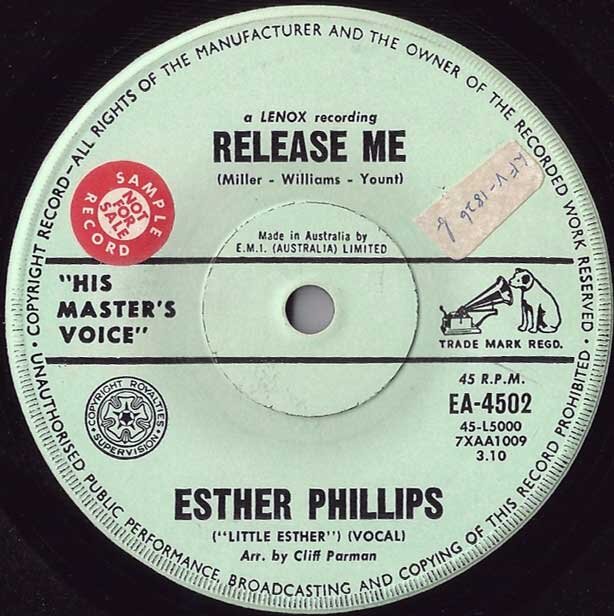 UNAUTHORISED PUBLIC PERFORMANCE, BROADCASTING AND COPYING OF THIS RECORD PROHIBITED • COPYRIGHT RECORD—ALL RIGHTS OF THE MANUFACTURER AND THE OWNER OF THE RECORDED WORK RESERVED •
a LENOX recording
RELEASE ME
(Miller - Williams - Yount)
SAMPLE
NOT
FOR
SALE
RECORD
Made in Australia by
E.M.I. (AUSTRALIA) LIMITED
"HIS
MASTER'S
VOICE"
TRADE MARK REGD.
COPYRIGHT ROYALTIES
SUPERVISION
45 R.P.M.
EA-4502
45-L5000
7XAA1009
3.10
ESTHER PHILLIPS
("LITTLE ESTHER") (VOCAL)
Arr. by Cliff Parman